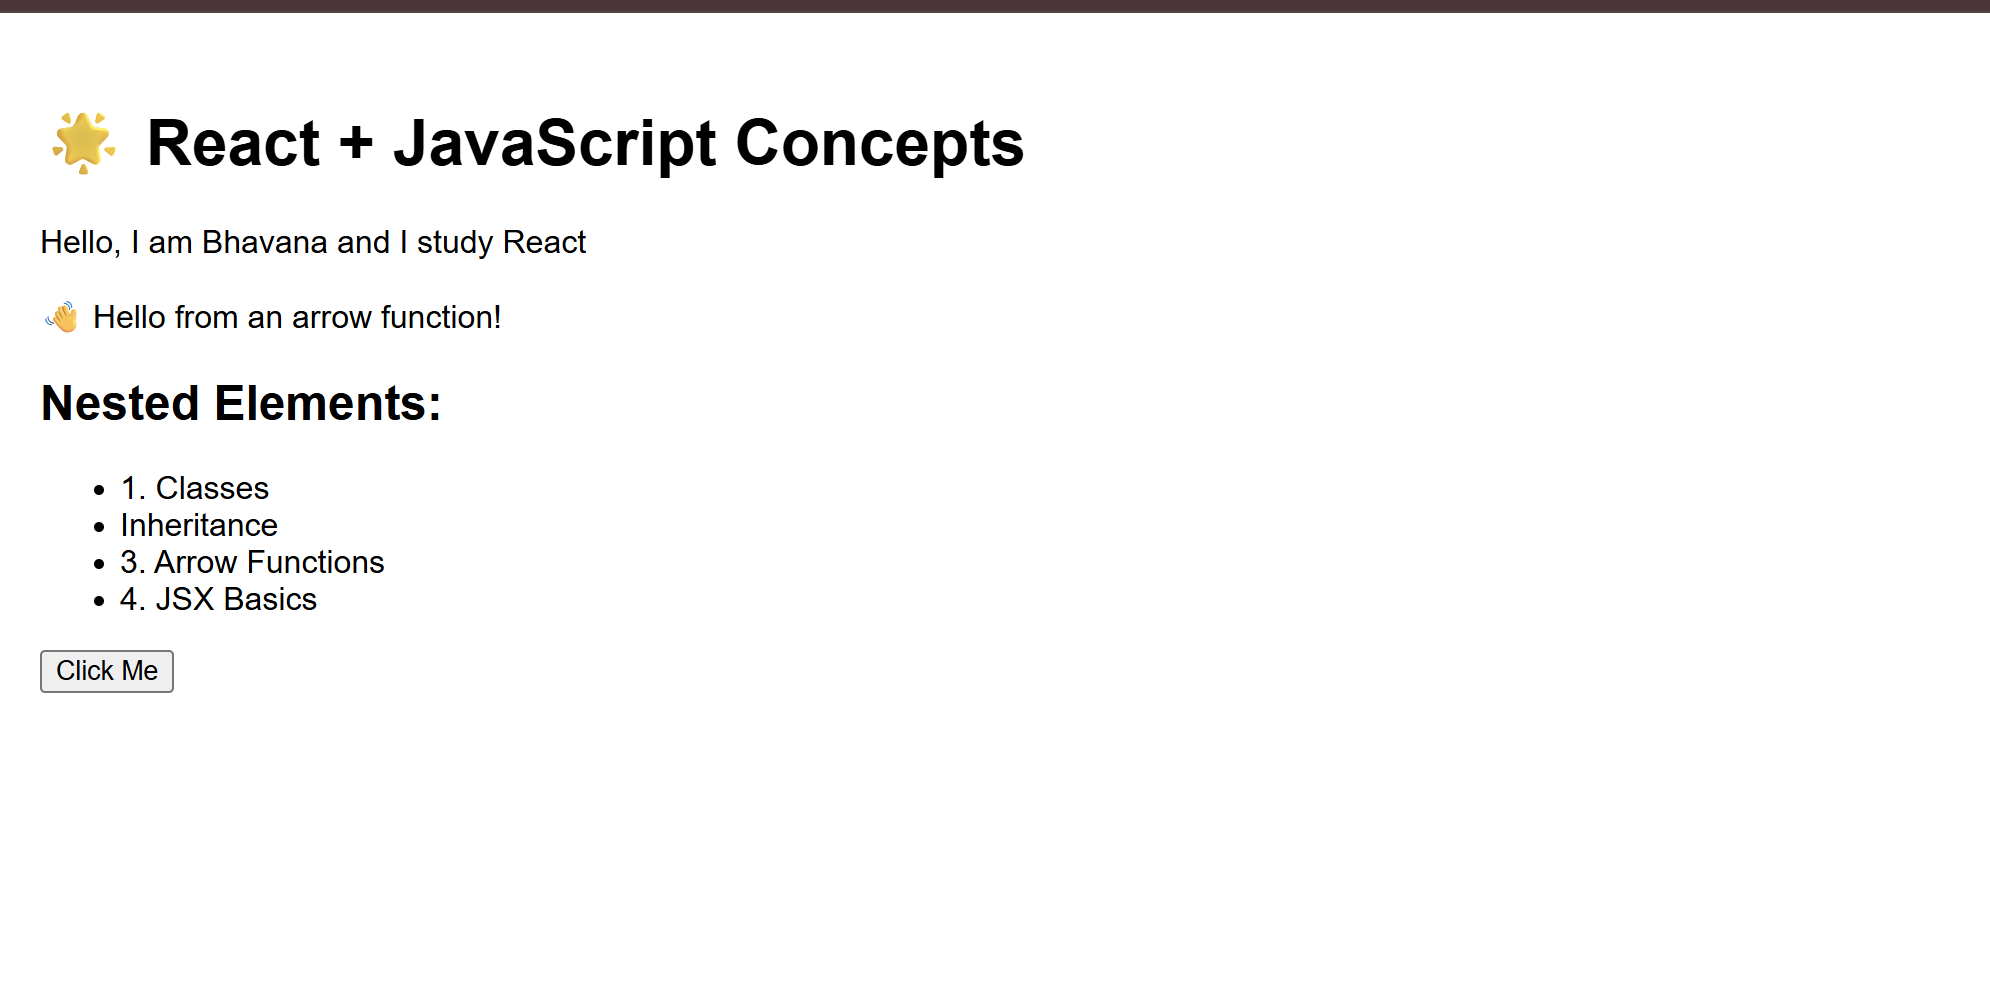 🌟 React + JavaScript Concepts
Hello, I am Bhavana and I study React
👋 Hello from an arrow function!
Nested Elements:
• 1. Classes
• Inheritance
• 3. Arrow Functions
• 4. JSX Basics
Click Me